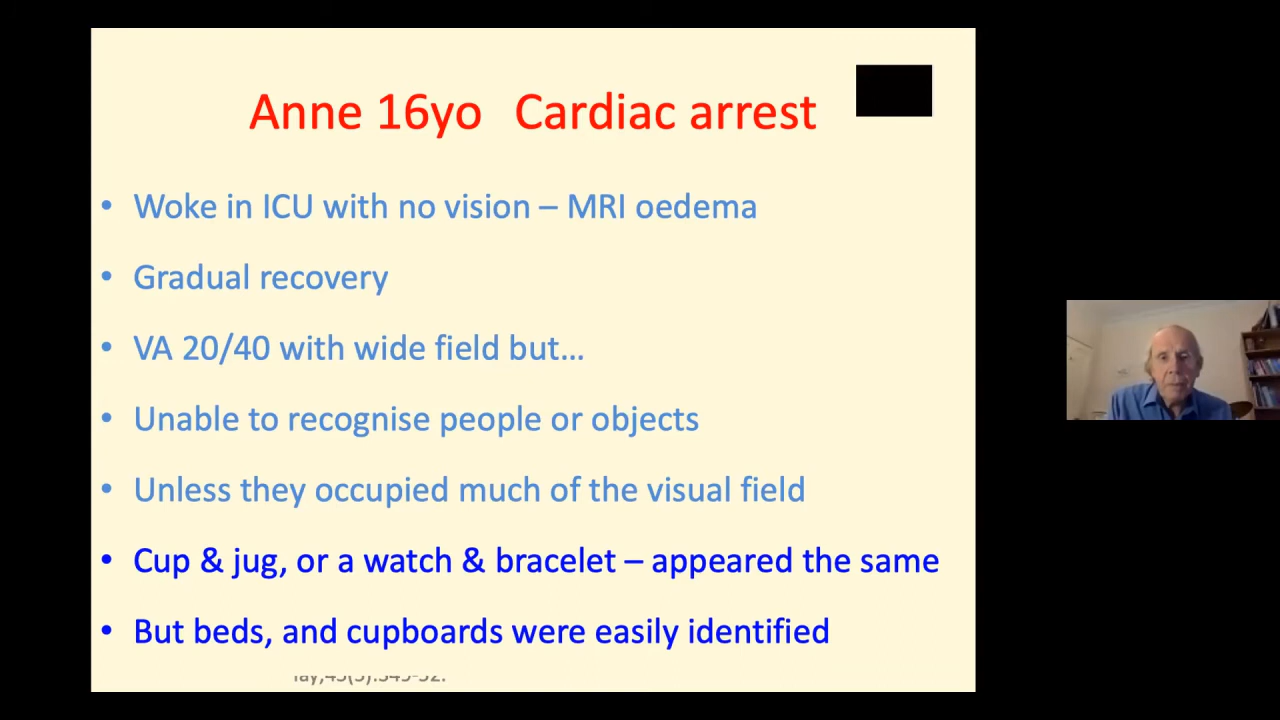 Anne 16yo Cardiac arrest
• Woke in ICU with no vision – MRI oedema
• Gradual recovery
• VA 20/40 with wide field but...
• Unable to recognise people or objects
• Unless they occupied much of the visual field
• Cup & jug, or a watch & bracelet – appeared the same
• But beds, and cupboards were easily identified